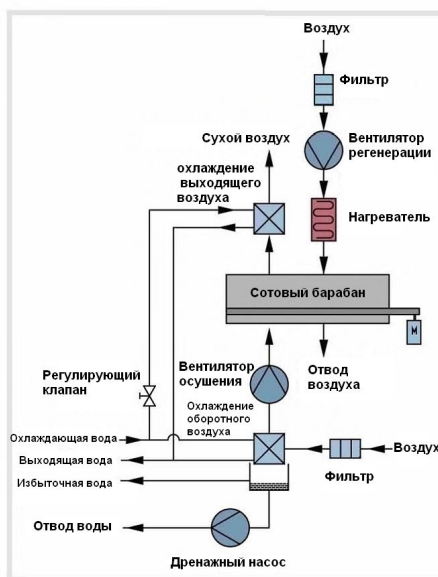 Воздух
Фильтр
Вентилятор
регенерации
Сухой воздух
охлаждение
выходящего
воздуха
Нагреватель
Сотовый барабан
M
Отвод
воздуха
Вентилятор
осушения
Регулирующий
клапан
Охлаждение
оборотного
воздуха
Охлаждающая вода
Воздух
Выходящая вода
Фильтр
Избыточная вода
Отвод воды
Дренажный насос